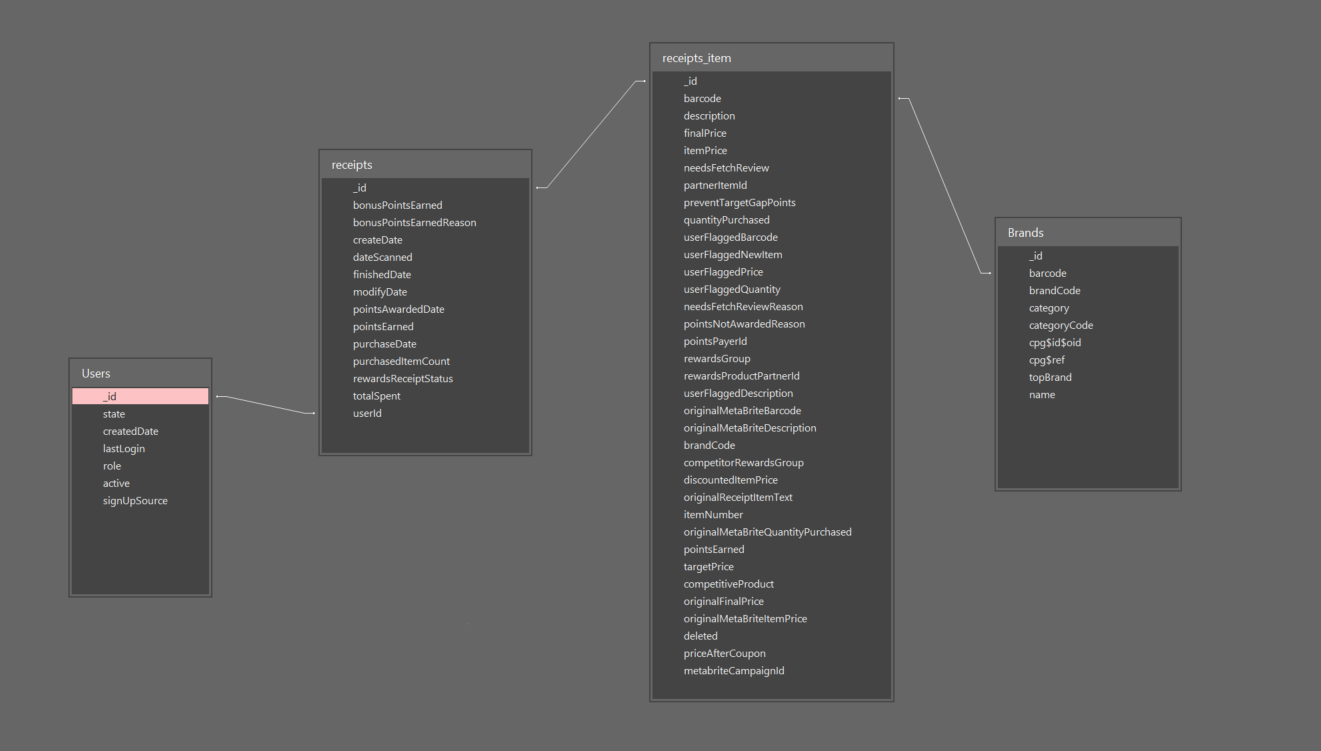 Users
_id
state
createdDate
lastLogin
role
active
signUpSource
receipts
_id
bonusPointsEarned
bonusPointsEarnedReason
createDate
dateScanned
finishedDate
modifyDate
pointsAwardedDate
pointsEarned
purchaseDate
purchasedItemCount
rewardsReceiptStatus
totalSpent
userId
receipts_item
_id
barcode
description
finalPrice
itemPrice
needsFetchReview
partnerItemId
preventTargetGapPoints
quantityPurchased
userFlaggedBarcode
userFlaggedNewItem
userFlaggedPrice
userFlaggedQuantity
needsFetchReviewReason
pointsNotAwardedReason
pointsPayerId
rewardsGroup
rewardsProductPartnerId
userFlaggedDescription
originalMetaBriteBarcode
originalMetaBriteDescription
brandCode
competitorRewardsGroup
discountedItemPrice
originalReceiptItemText
itemNumber
originalMetaBriteQuantityPurchased
pointsEarned
targetPrice
competitiveProduct
originalFinalPrice
originalMetaBriteItemPrice
deleted
priceAfterCoupon
metabriteCampaignId
Brands
_id
barcode
brandCode
category
categoryCode
cpg$id$oid
cpg$ref
topBrand
name